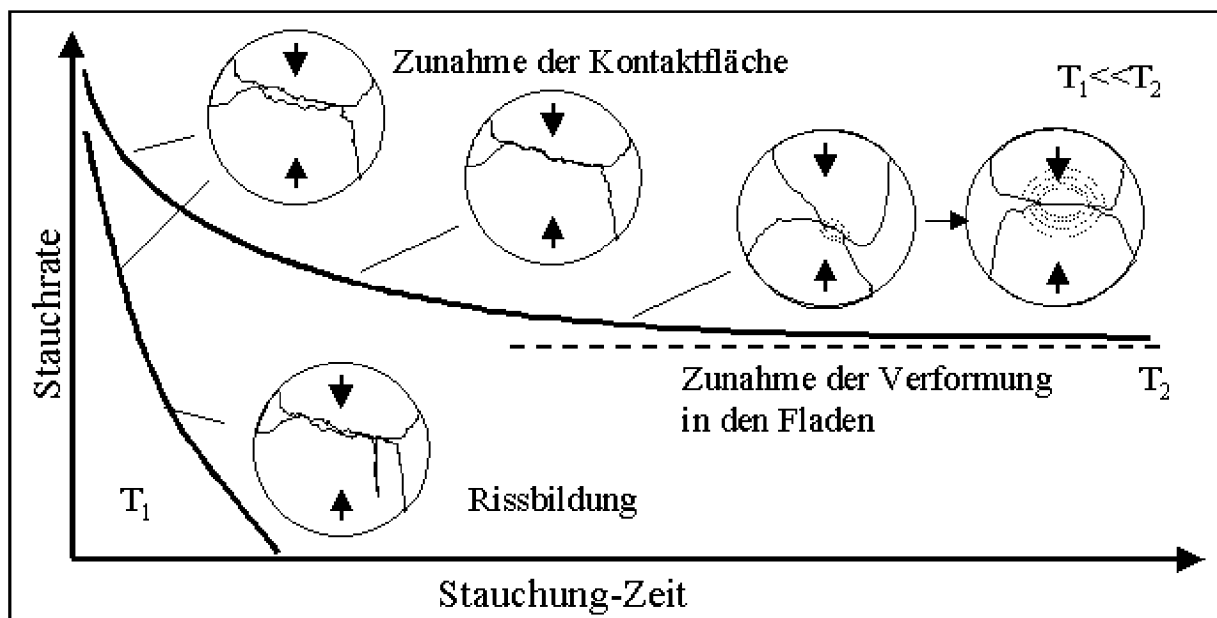 Zunahme der Kontaktfläche
T₁<<T₂
Stauchrate
Zunahme der Verformung
in den Fladen
T₂
T₁
Rissbildung
Stauchung-Zeit